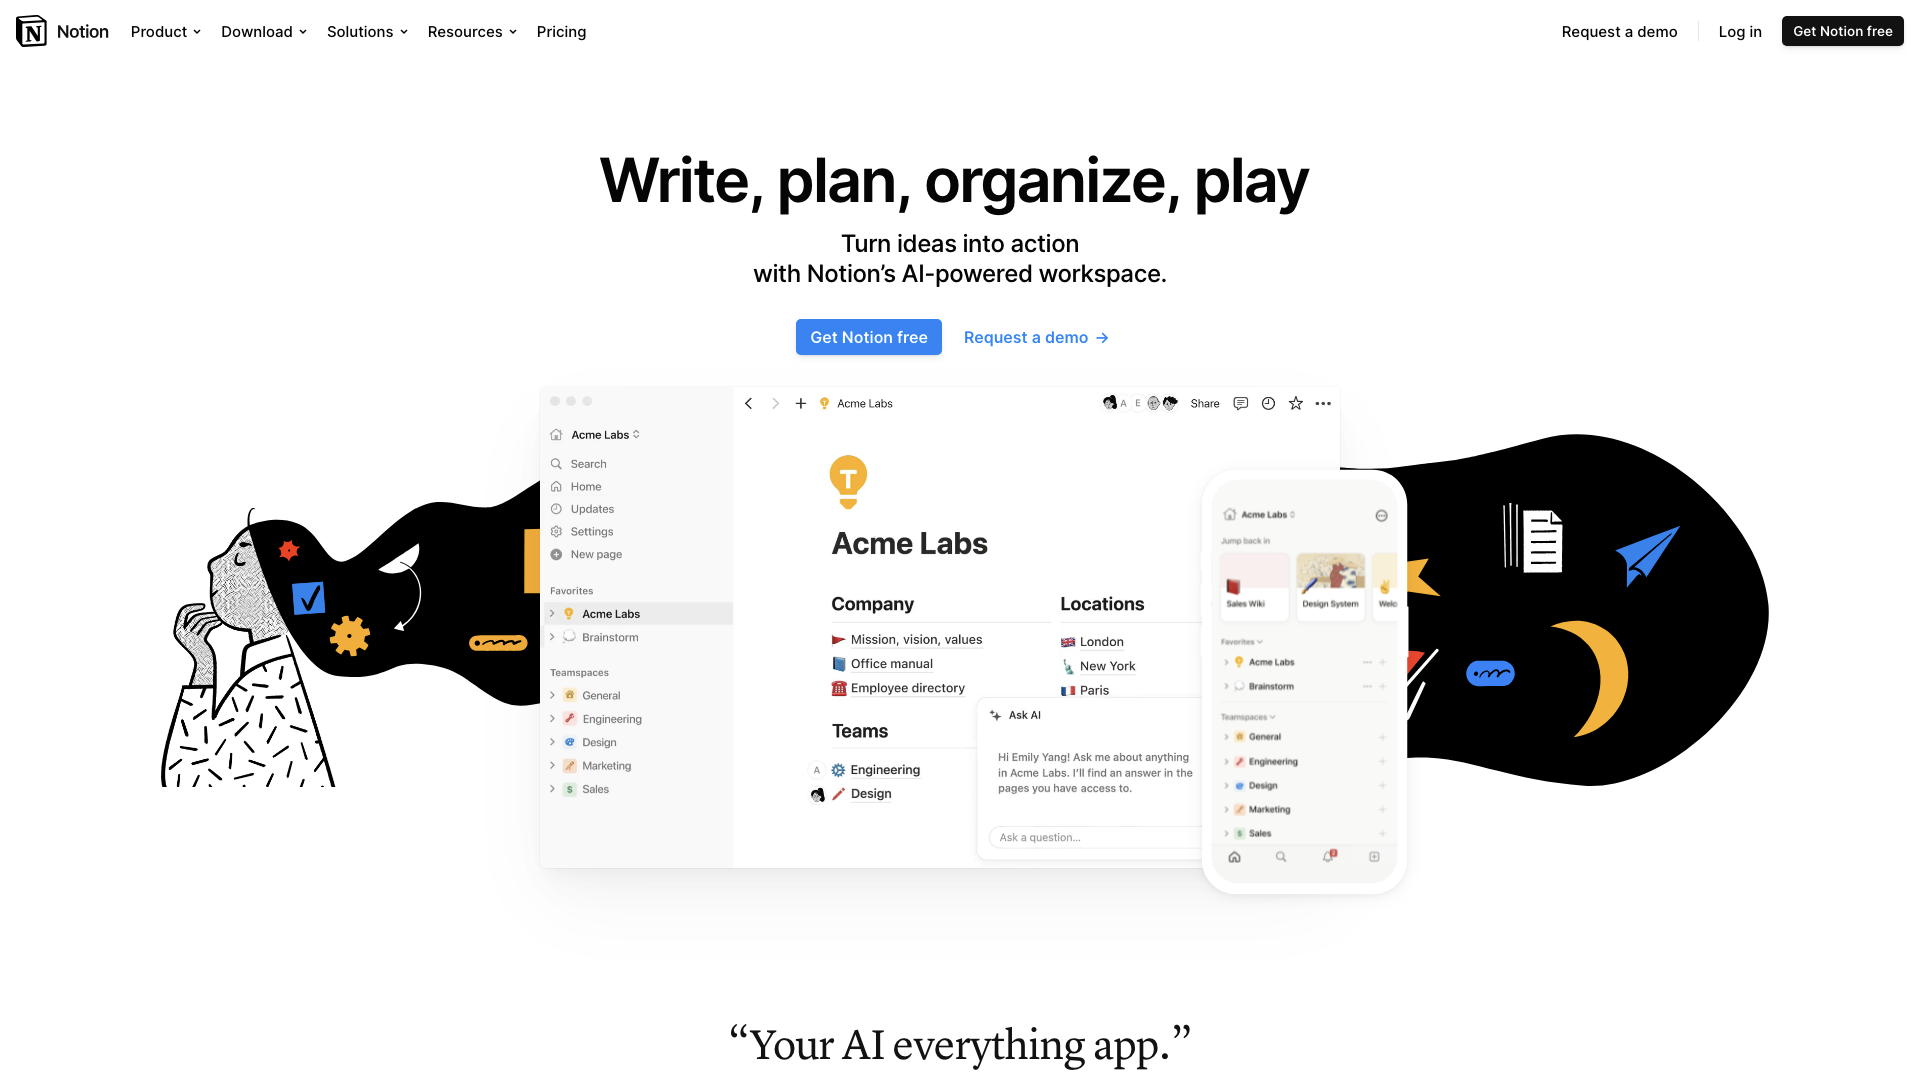 Notion
Product
Download
Solutions
Resources
Pricing
Request a demo
Log in
Get Notion free
Write, plan, organize, play
Turn ideas into action
with Notion’s AI-powered workspace.
Get Notion free
Request a demo →
Acme Labs
Search
Home
Updates
Settings
New page
Favorites
Acme Labs
Brainstorm
Teamspaces
General
Engineering
Design
Marketing
Sales
Acme Labs
A
E
Share
T
Acme Labs
Company
Mission, vision, values
Office manual
Employee directory
Locations
London
New York
Paris
Teams
A
Engineering
Design
Ask AI
Hi Emily Yang! Ask me about anything
in Acme Labs. I’ll find an answer in the
pages you have access to.
Ask a question...
Acme Labs
Jump back in
Sales Wiki
Design System
Welc
Favorites
Acme Labs
Brainstorm
Teamspaces
General
Engineering
Design
Marketing
Sales
“Your AI everything app.”